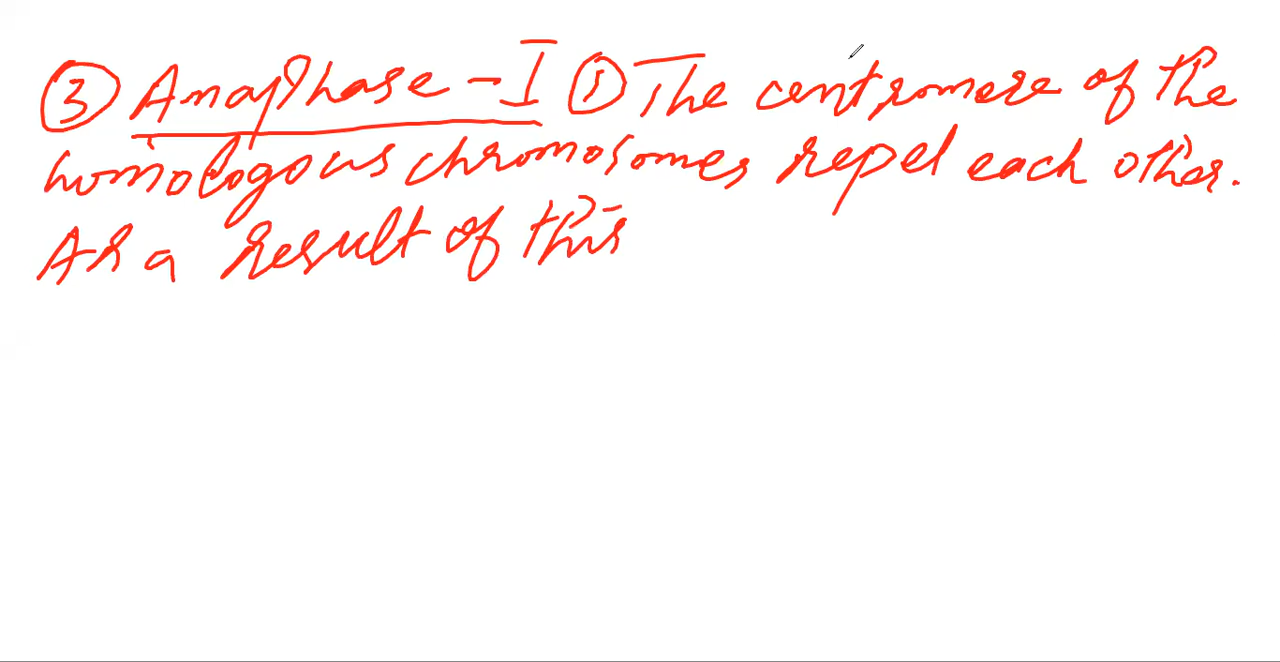 ③ Anaphase - I ① The centromere of the
homologous chromosomes repel each other.
As a result of this